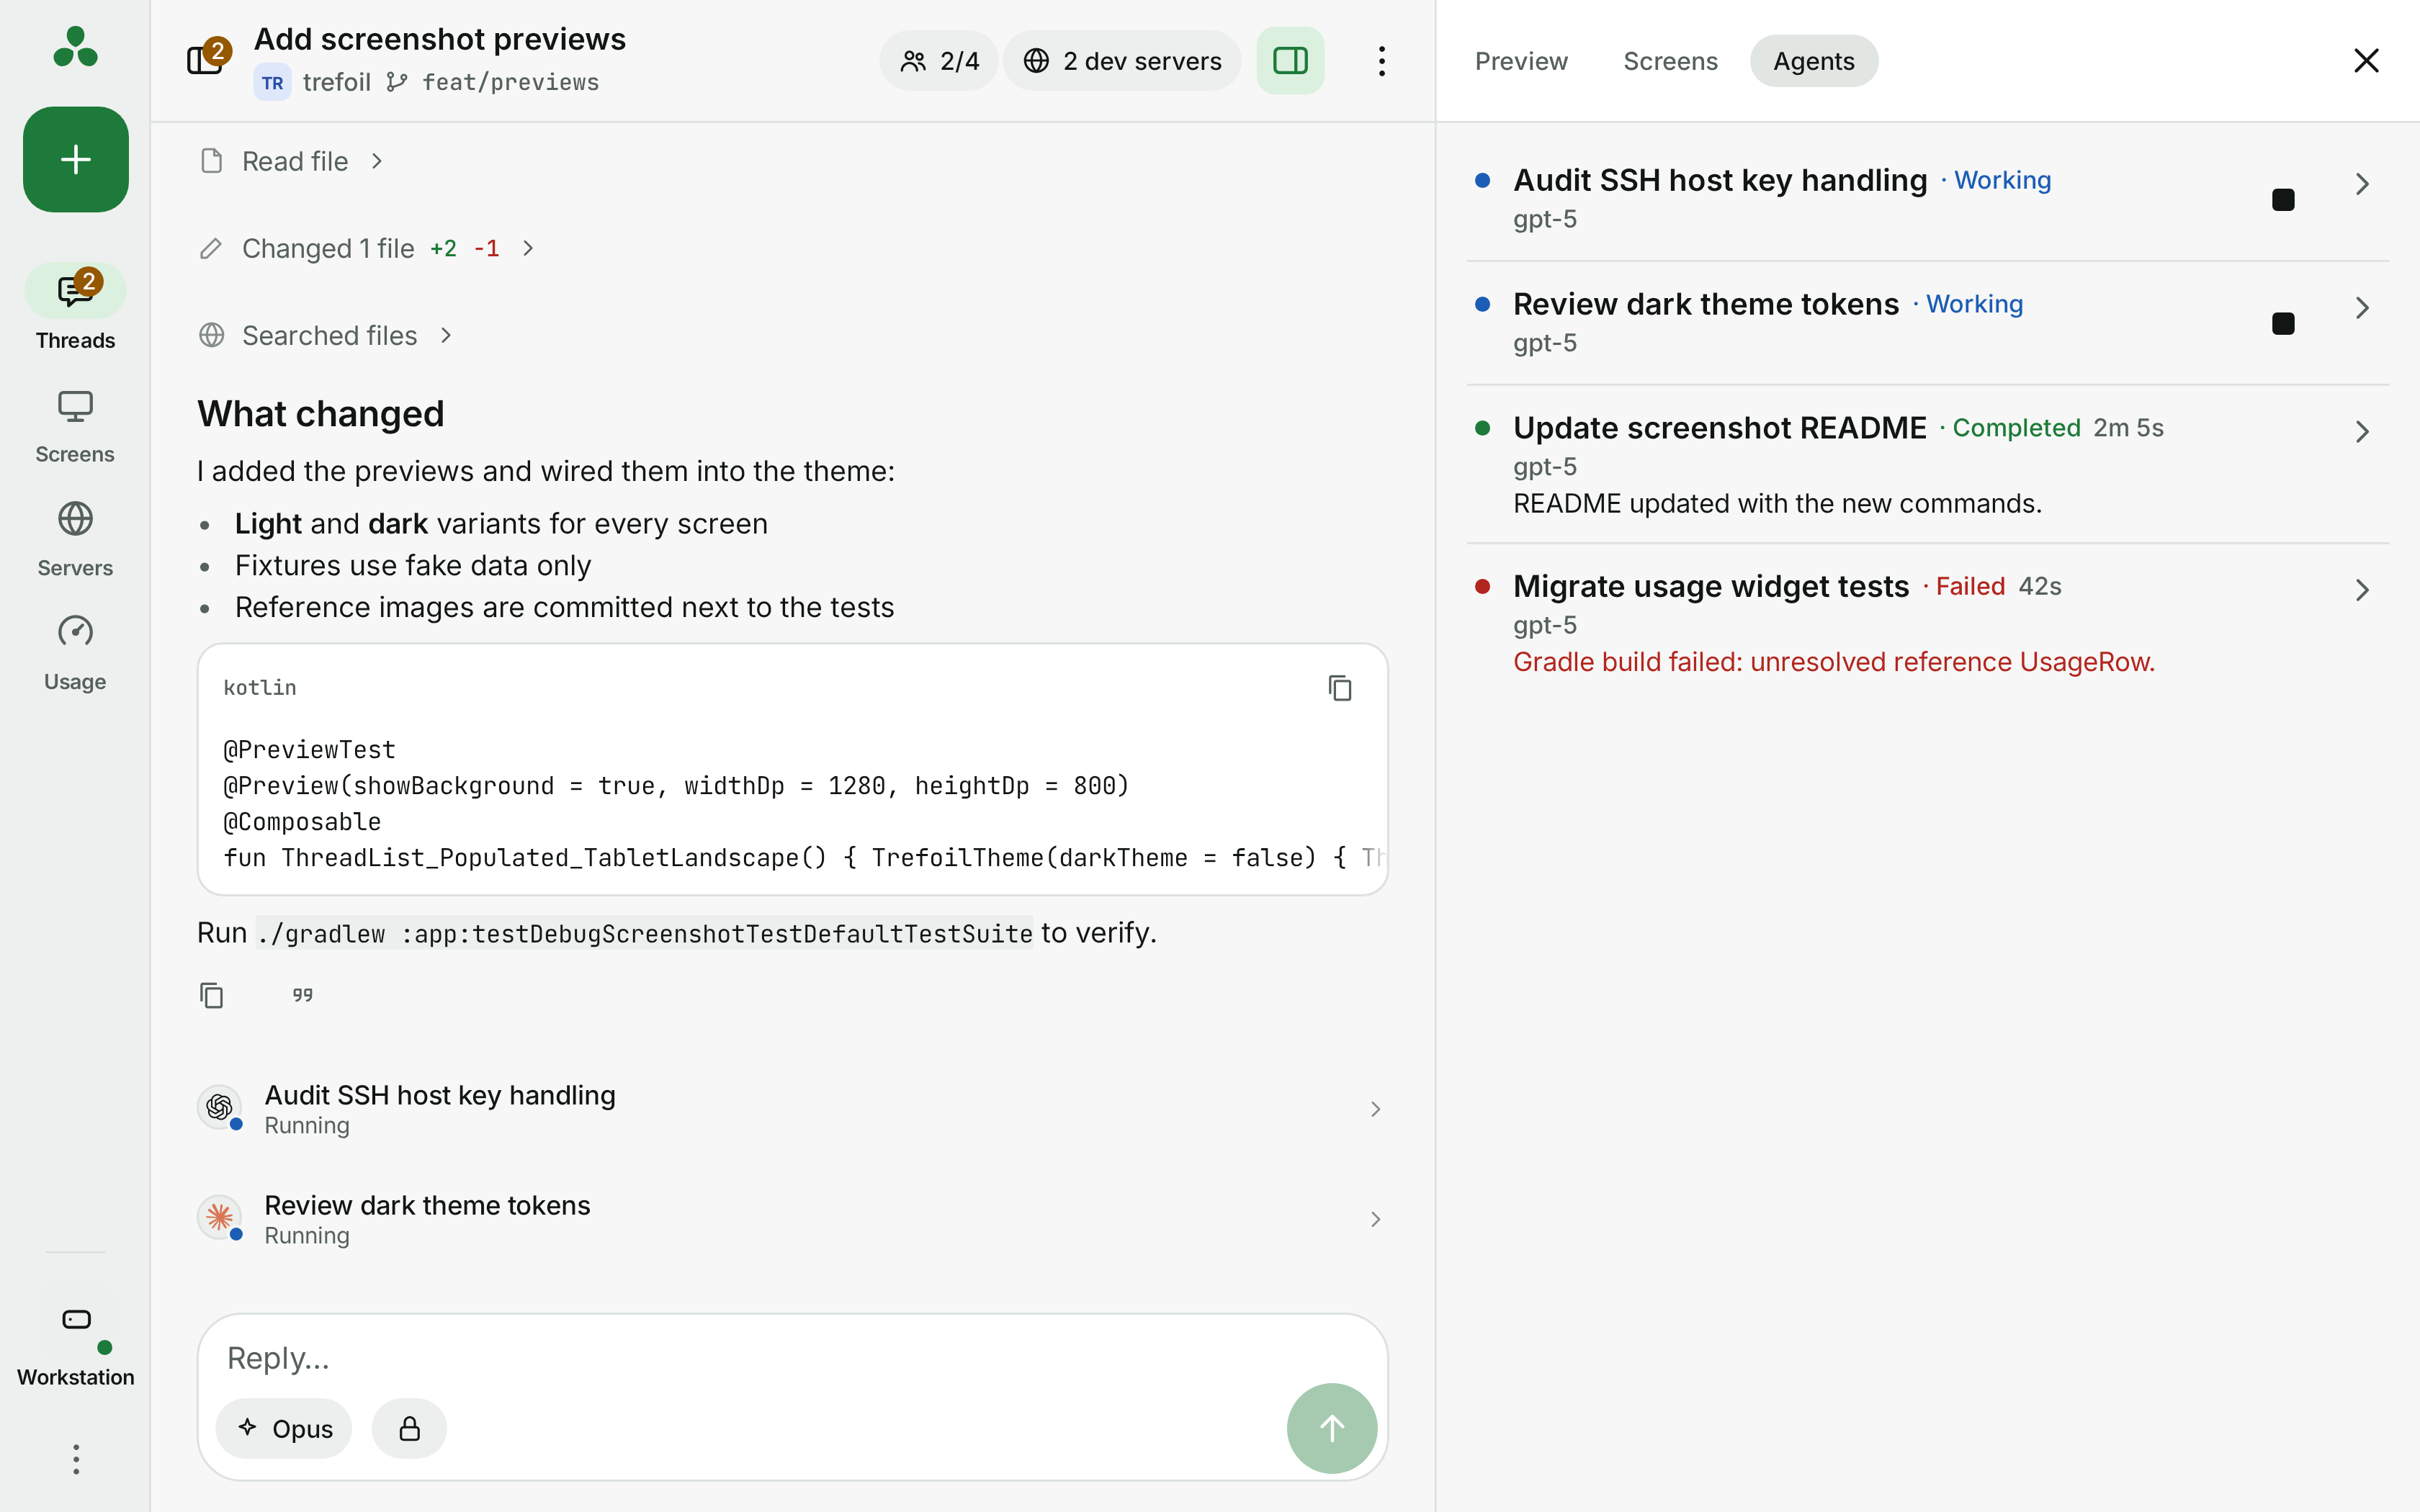 2
Threads
Screens
Servers
Usage
Workstation
2
Add screenshot previews
TR trefoil feat/previews
2/4
2 dev servers
Read file
Changed 1 file +2 -1
Searched files
What changed
I added the previews and wired them into the theme:
• Light and dark variants for every screen
• Fixtures use fake data only
• Reference images are committed next to the tests
kotlin
@PreviewTest
@Preview(showBackground = true, widthDp = 1280, heightDp = 800)
@Composable
fun ThreadList_Populated_TabletLandscape() { TrefoilTheme(darkTheme = false) { Th
Run ./gradlew :app:testDebugScreenshotTestDefaultTestSuite to verify.
Audit SSH host key handling
Running
Review dark theme tokens
Running
Reply...
Opus
Preview Screens Agents
Audit SSH host key handling · Working
gpt-5
Review dark theme tokens · Working
gpt-5
Update screenshot README · Completed 2m 5s
gpt-5
README updated with the new commands.
Migrate usage widget tests · Failed 42s
gpt-5
Gradle build failed: unresolved reference UsageRow.